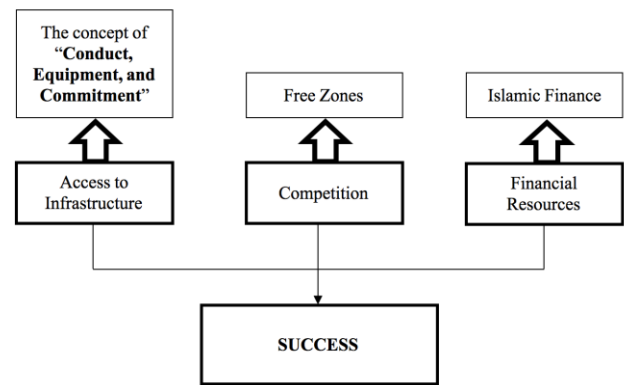 The concept of
“Conduct,
Equipment, and
Commitment”
Free Zones
Islamic Finance
Access to
Infrastructure
Competition
Financial
Resources
SUCCESS